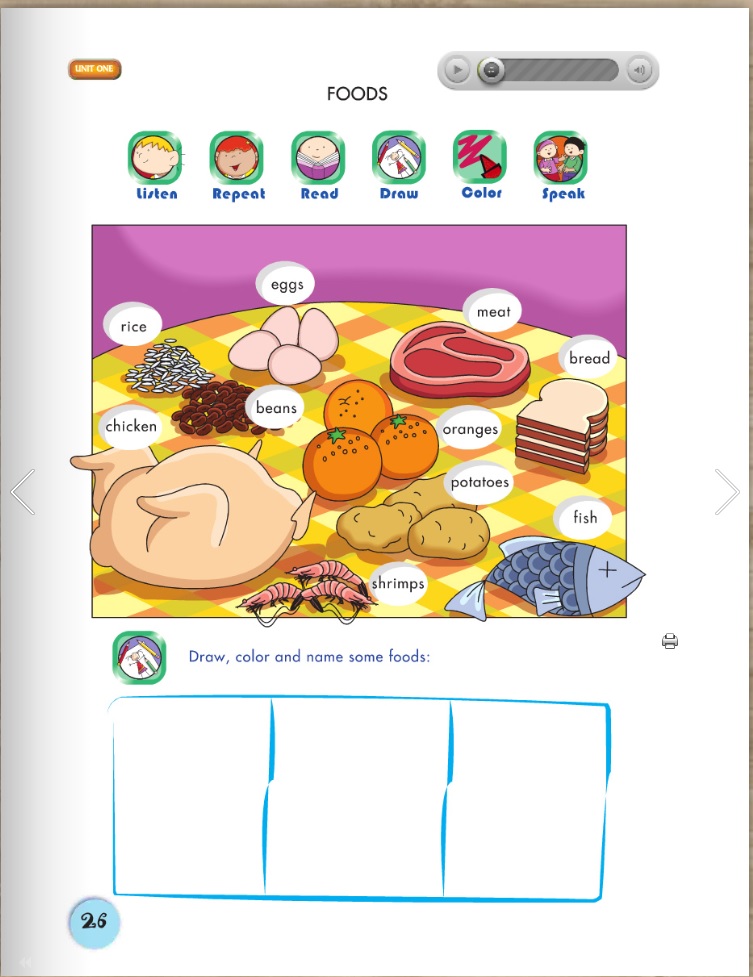 UNIT ONE
FOODS
Listen Repeat Read Draw Color Speak
eggs
meat
rice
bread
beans
chicken
oranges
potatoes
fish
shrimps
Draw, color and name some foods:
26